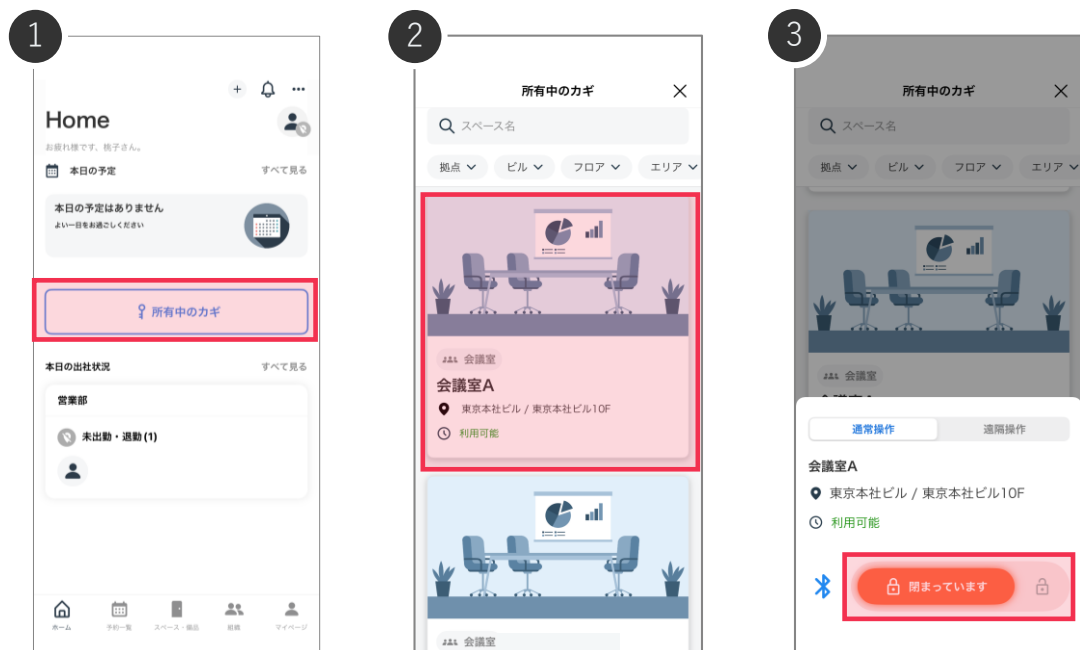 1
Home
お疲れ様です、桃子さん。
本日の予定
すべて見る
本日の予定はありません
よい一日をお過ごしください
所有中のカギ
本日の出社状況
すべて見る
営業部
未出勤・退勤(1)
ホーム
予約一覧
スペース・備品
組織
マイページ
2
所有中のカギ
スペース名
拠点
ビル
フロア
エリア
会議室
会議室A
東京本社ビル / 東京本社ビル10F
利用可能
会議室
3
所有中のカギ
スペース名
拠点
ビル
フロア
エリア
会議室
通常操作
遠隔操作
会議室A
東京本社ビル / 東京本社ビル10F
利用可能
閉まっています